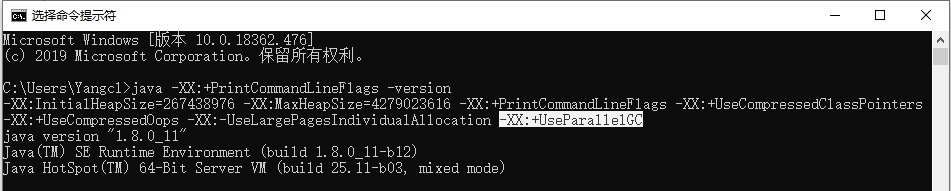 选择命令提示符
Microsoft Windows [版本 10.0.18362.476]
(c) 2019 Microsoft Corporation。保留所有权利。
C:\Users\Yangcl>java -XX:+PrintCommandLineFlags -version
-XX:InitialHeapSize=267438976 -XX:MaxHeapSize=4279023616 -XX:+PrintCommandLineFlags -XX:+UseCompressedClassPointers
-XX:+UseCompressedOops -XX:-UseLargePagesIndividualAllocation -XX:+UseParallelGC
java version "1.8.0_11"
Java(TM) SE Runtime Environment (build 1.8.0_11-b12)
Java HotSpot(TM) 64-Bit Server VM (build 25.11-b03, mixed mode)